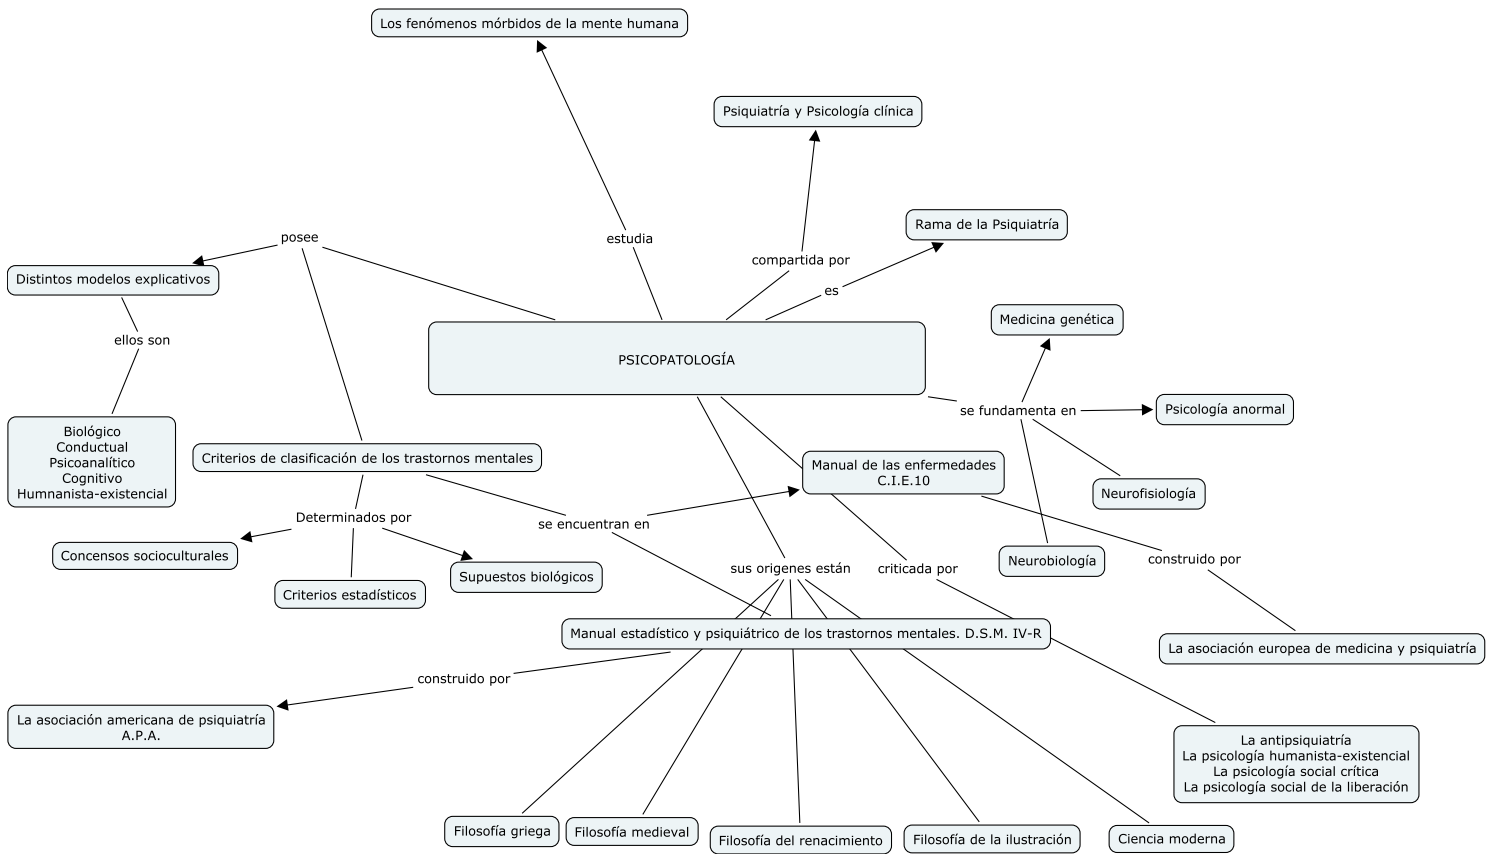 Los fenómenos mórbidos de la mente humana
Psiquiatría y Psicología clínica
Rama de la Psiquiatría
posee
estudia
compartida por
es
Distintos modelos explicativos
ellos son
Medicina genética
PSICOPATOLOGÍA
se fundamenta en
Psicología anormal
Biológico
Conductual
Psicoanalítico
Cognitivo
Humnanista-existencial
Criterios de clasificación de los trastornos mentales
Manual de las enfermedades
C.I.E.10
Neurofisiología
Determinados por
se encuentran en
Concensos socioculturales
Criterios estadísticos
Supuestos biológicos
sus origenes están
criticada por
Neurobiología
construido por
Manual estadístico y psiquiátrico de los trastornos mentales. D.S.M. IV-R
La asociación europea de medicina y psiquiatría
construido por
La asociación americana de psiquiatría
A.P.A.
La antipsiquiatría
La psicología humanista-existencial
La psicología social crítica
La psicología social de la liberación
Filosofía griega
Filosofía medieval
Filosofía del renacimiento
Filosofía de la ilustración
Ciencia moderna